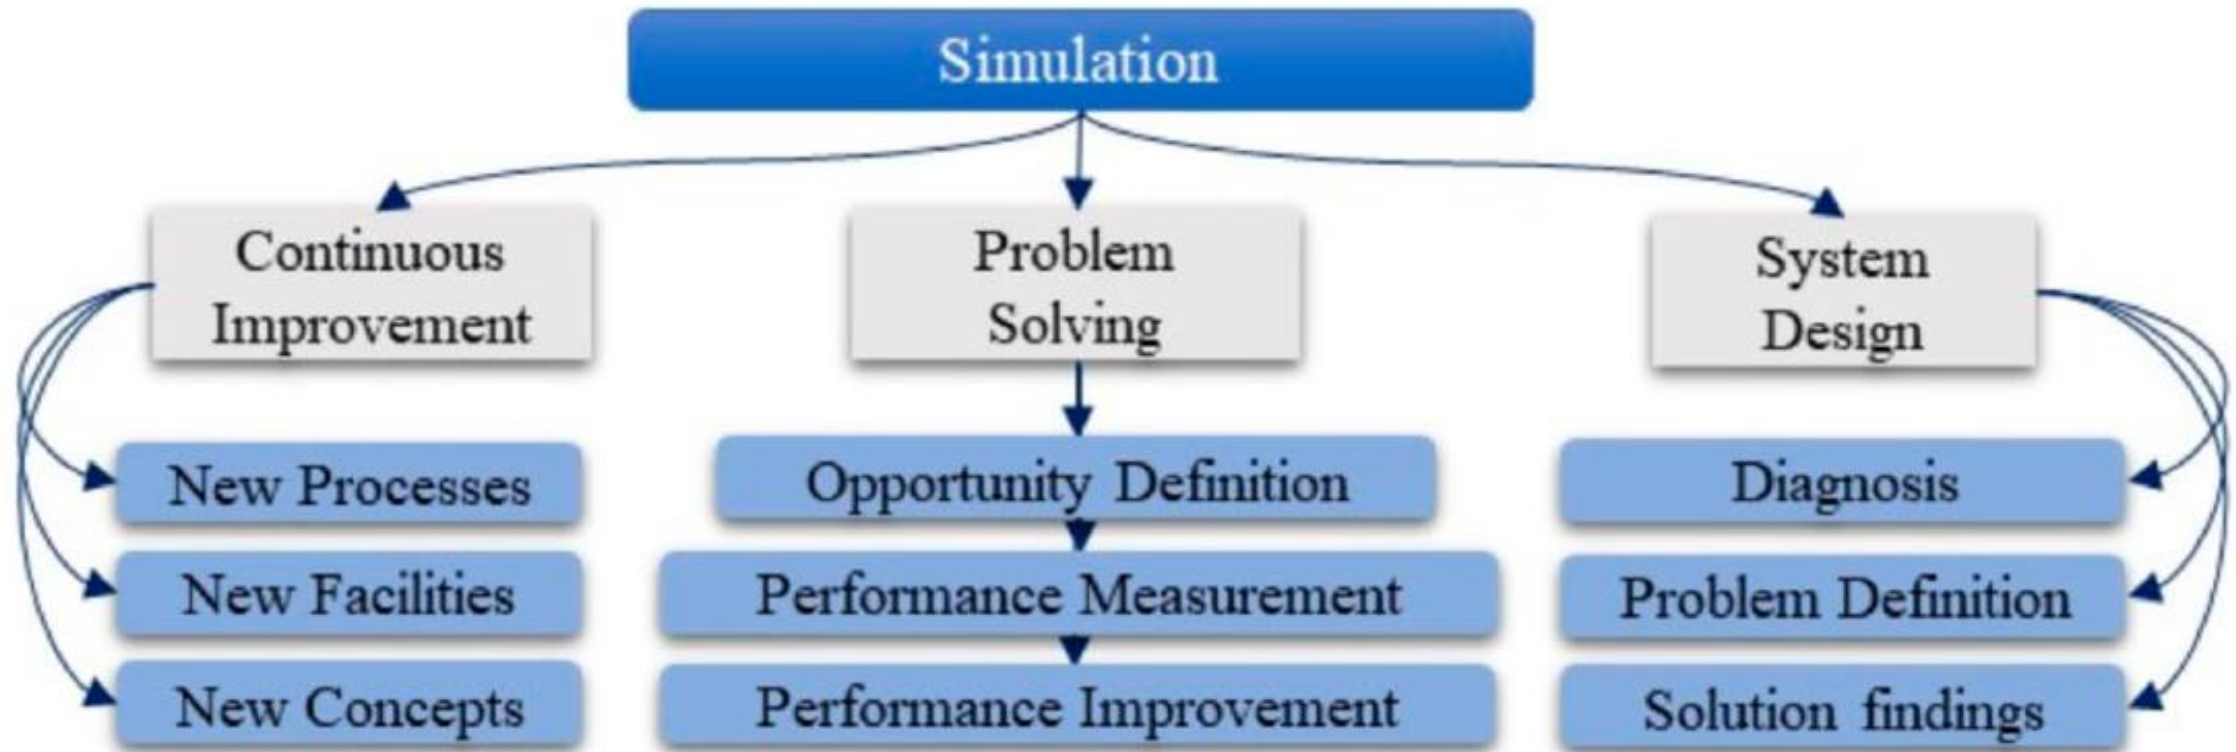 Simulation
Continuous
Improvement
Problem
Solving
System
Design
New Processes
Opportunity Definition
Diagnosis
New Facilities
Performance Measurement
Problem Definition
New Concepts
Performance Improvement
Solution findings